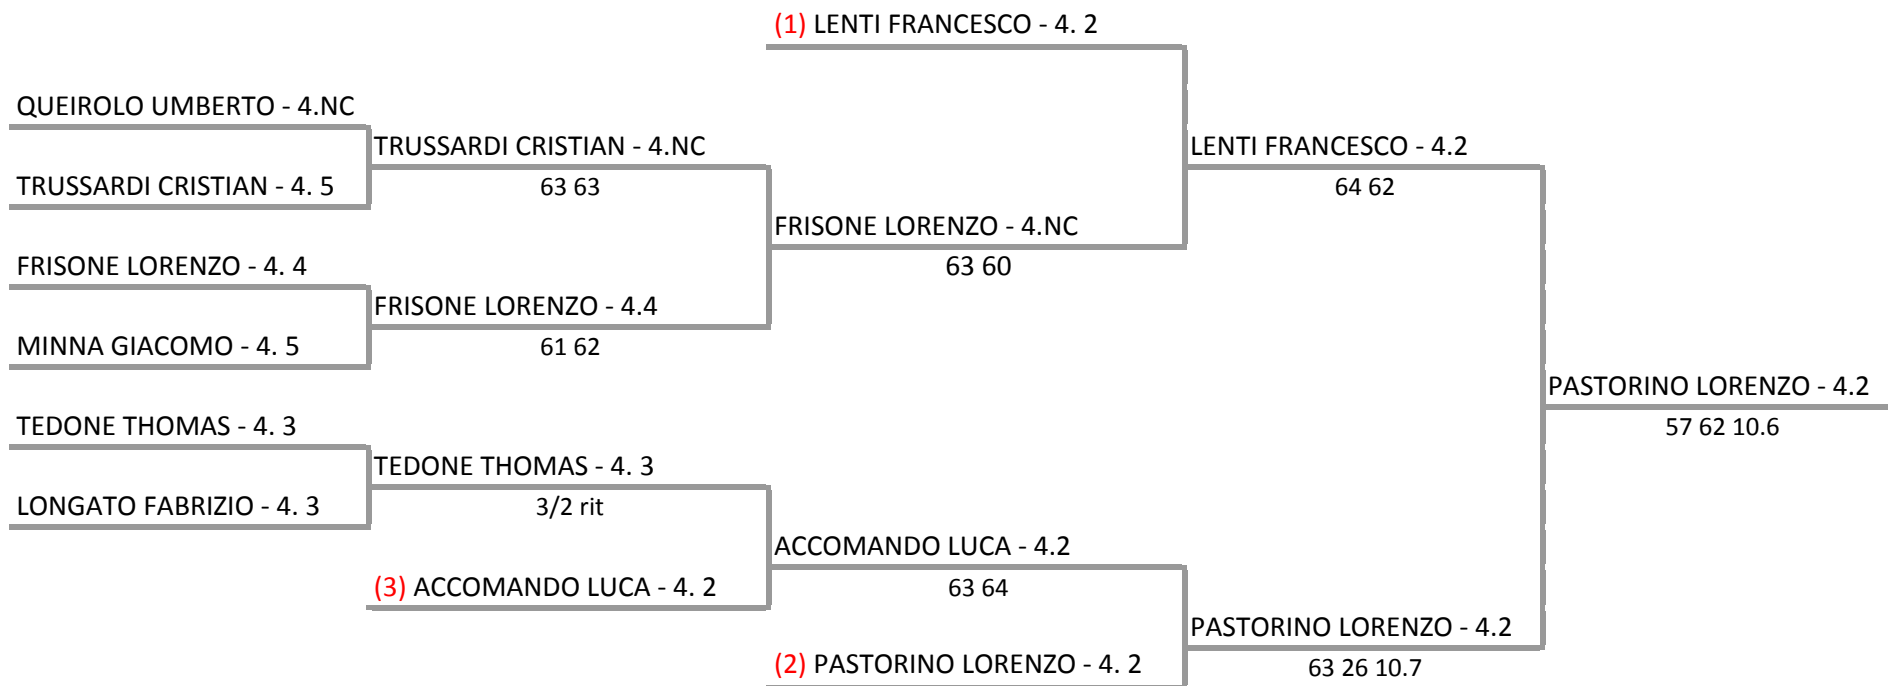 (1) LENTI FRANCESCO - 4. 2
QUEIROLO UMBERTO - 4.NC
TRUSSARDI CRISTIAN - 4.NC
LENTI FRANCESCO - 4.2
TRUSSARDI CRISTIAN - 4. 5
63 63
64 62
FRISONE LORENZO - 4.NC
FRISONE LORENZO - 4. 4
63 60
FRISONE LORENZO - 4.4
MINNA GIACOMO - 4. 5
61 62
PASTORINO LORENZO - 4.2
TEDONE THOMAS - 4. 3
57 62 10.6
TEDONE THOMAS - 4. 3
LONGATO FABRIZIO - 4. 3
3/2 rit
ACCOMANDO LUCA - 4.2
(3) ACCOMANDO LUCA - 4. 2
63 64
PASTORINO LORENZO - 4.2
(2) PASTORINO LORENZO - 4. 2
63 26 10.7